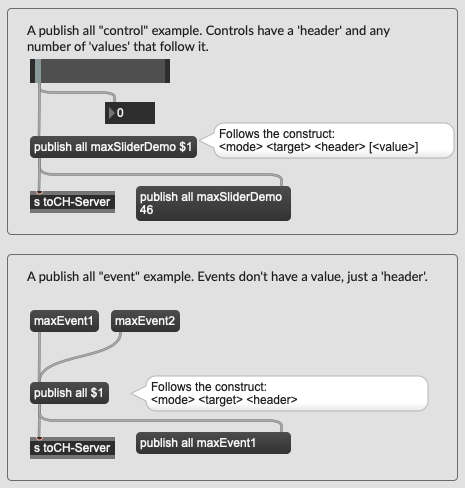 A publish all "control" example. Controls have a 'header' and any
number of 'values' that follow it.
0
publish all maxSliderDemo $1
Follows the construct:
<mode> <target> <header> [<value>]
s toCH-Server
publish all maxSliderDemo
46
A publish all "event" example. Events don't have a value, just a 'header'.
maxEvent1
maxEvent2
publish all $1
Follows the construct:
<mode> <target> <header>
s toCH-Server
publish all maxEvent1